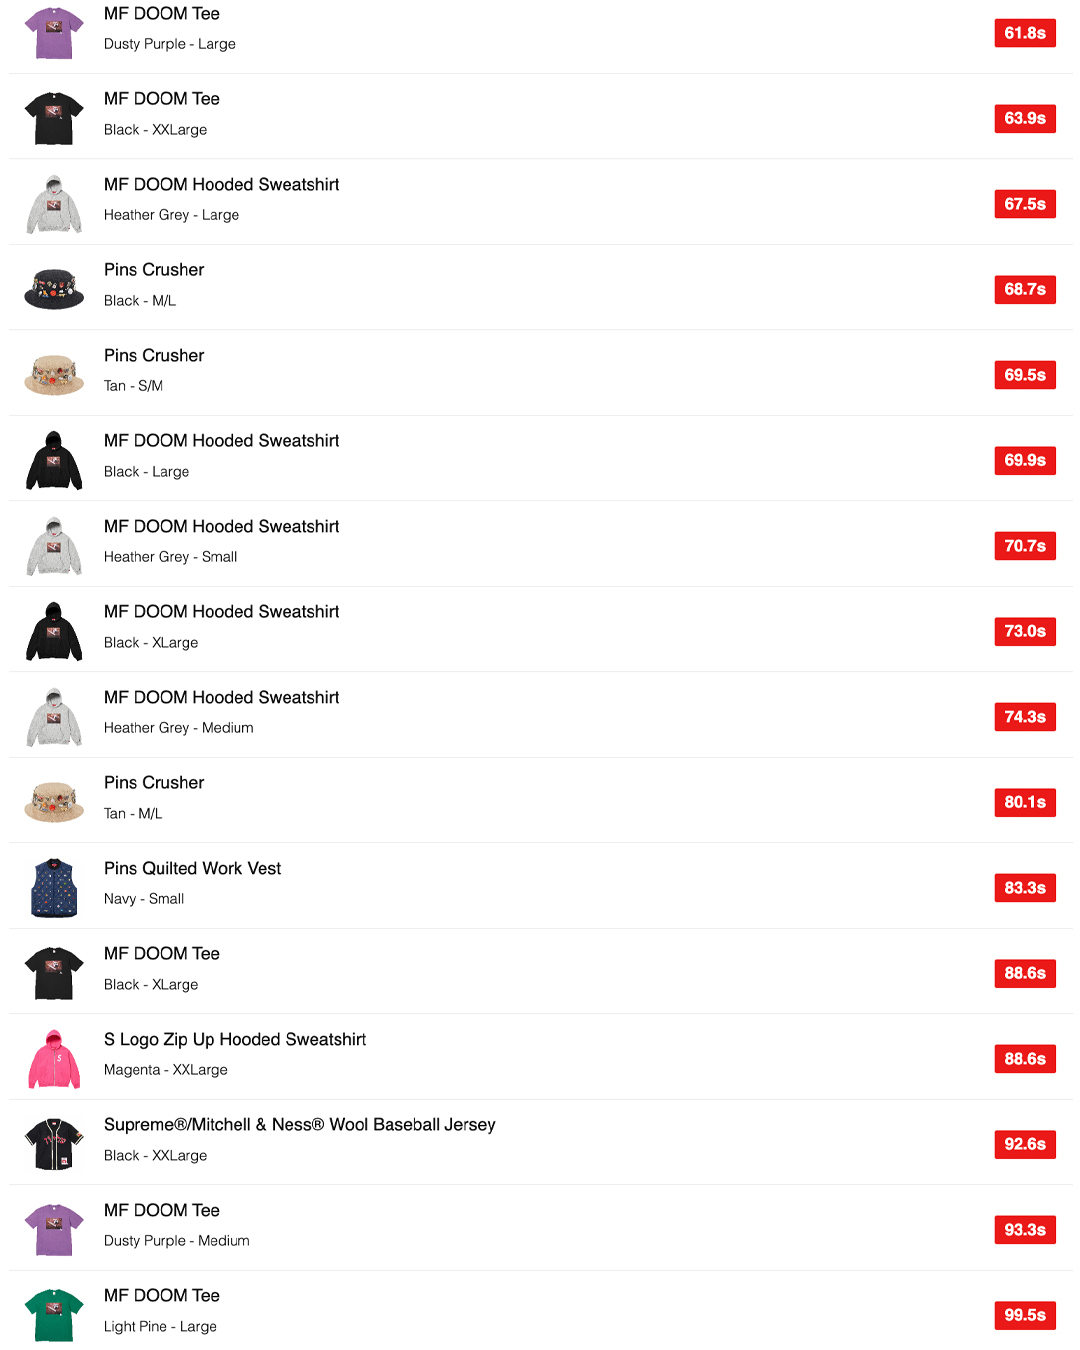 MF DOOM Tee
Dusty Purple - Large
61.8s
MF DOOM Tee
Black - XXLarge
63.9s
MF DOOM Hooded Sweatshirt
Heather Grey - Large
67.5s
Pins Crusher
Black - M/L
68.7s
Pins Crusher
Tan - S/M
69.5s
MF DOOM Hooded Sweatshirt
Black - Large
69.9s
MF DOOM Hooded Sweatshirt
Heather Grey - Small
70.7s
MF DOOM Hooded Sweatshirt
Black - XLarge
73.0s
MF DOOM Hooded Sweatshirt
Heather Grey - Medium
74.3s
Pins Crusher
Tan - M/L
80.1s
Pins Quilted Work Vest
Navy - Small
83.3s
MF DOOM Tee
Black - XLarge
88.6s
S Logo Zip Up Hooded Sweatshirt
Magenta - XXLarge
S
88.6s
Supreme®/Mitchell & Ness® Wool Baseball Jersey
Black - XXLarge
92.6s
MF DOOM Tee
Dusty Purple - Medium
93.3s
MF DOOM Tee
Light Pine - Large
99.5s